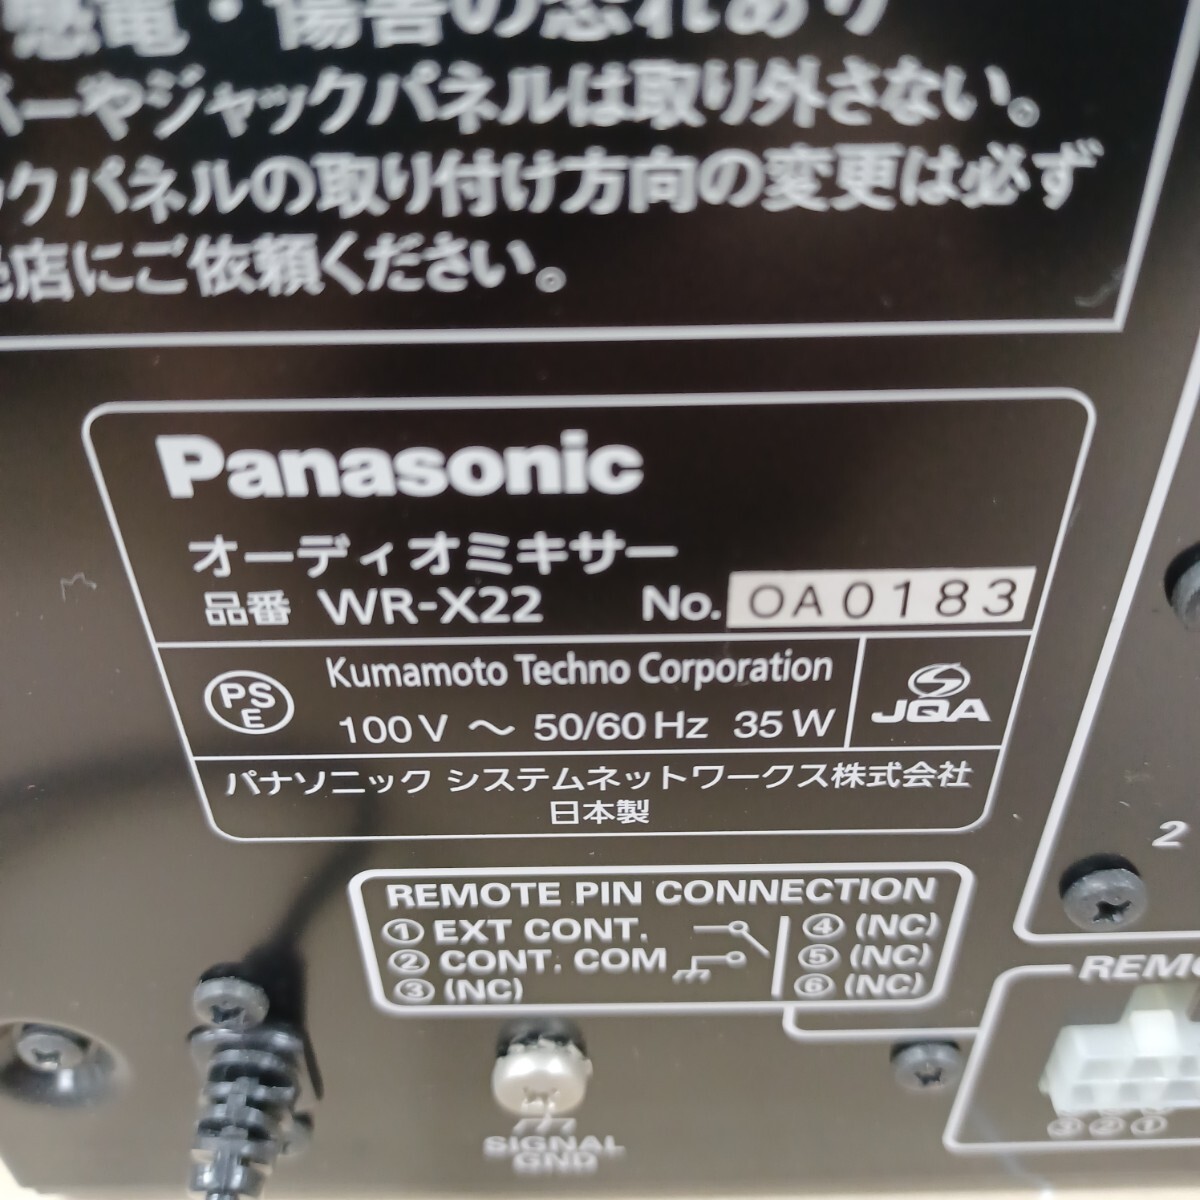 感電・傷害の恐れあり
バーやジャックパネルは取り外さない。
ックパネルの取り付け方向の変更は必ず
売店にご依頼ください。
Panasonic
オーディオミキサー
品番 WR-X22 No. OA0183
PSE Kumamoto Techno Corporation
100V ～ 50/60Hz 35W
JQA
パナソニック システムネットワークス株式会社
日本製
REMOTE PIN CONNECTION
① EXT CONT. ④ (NC)
② CONT. COM ⑤ (NC)
③ (NC) ⑥ (NC)
2
REMO
③②①
SIGNAL
GND